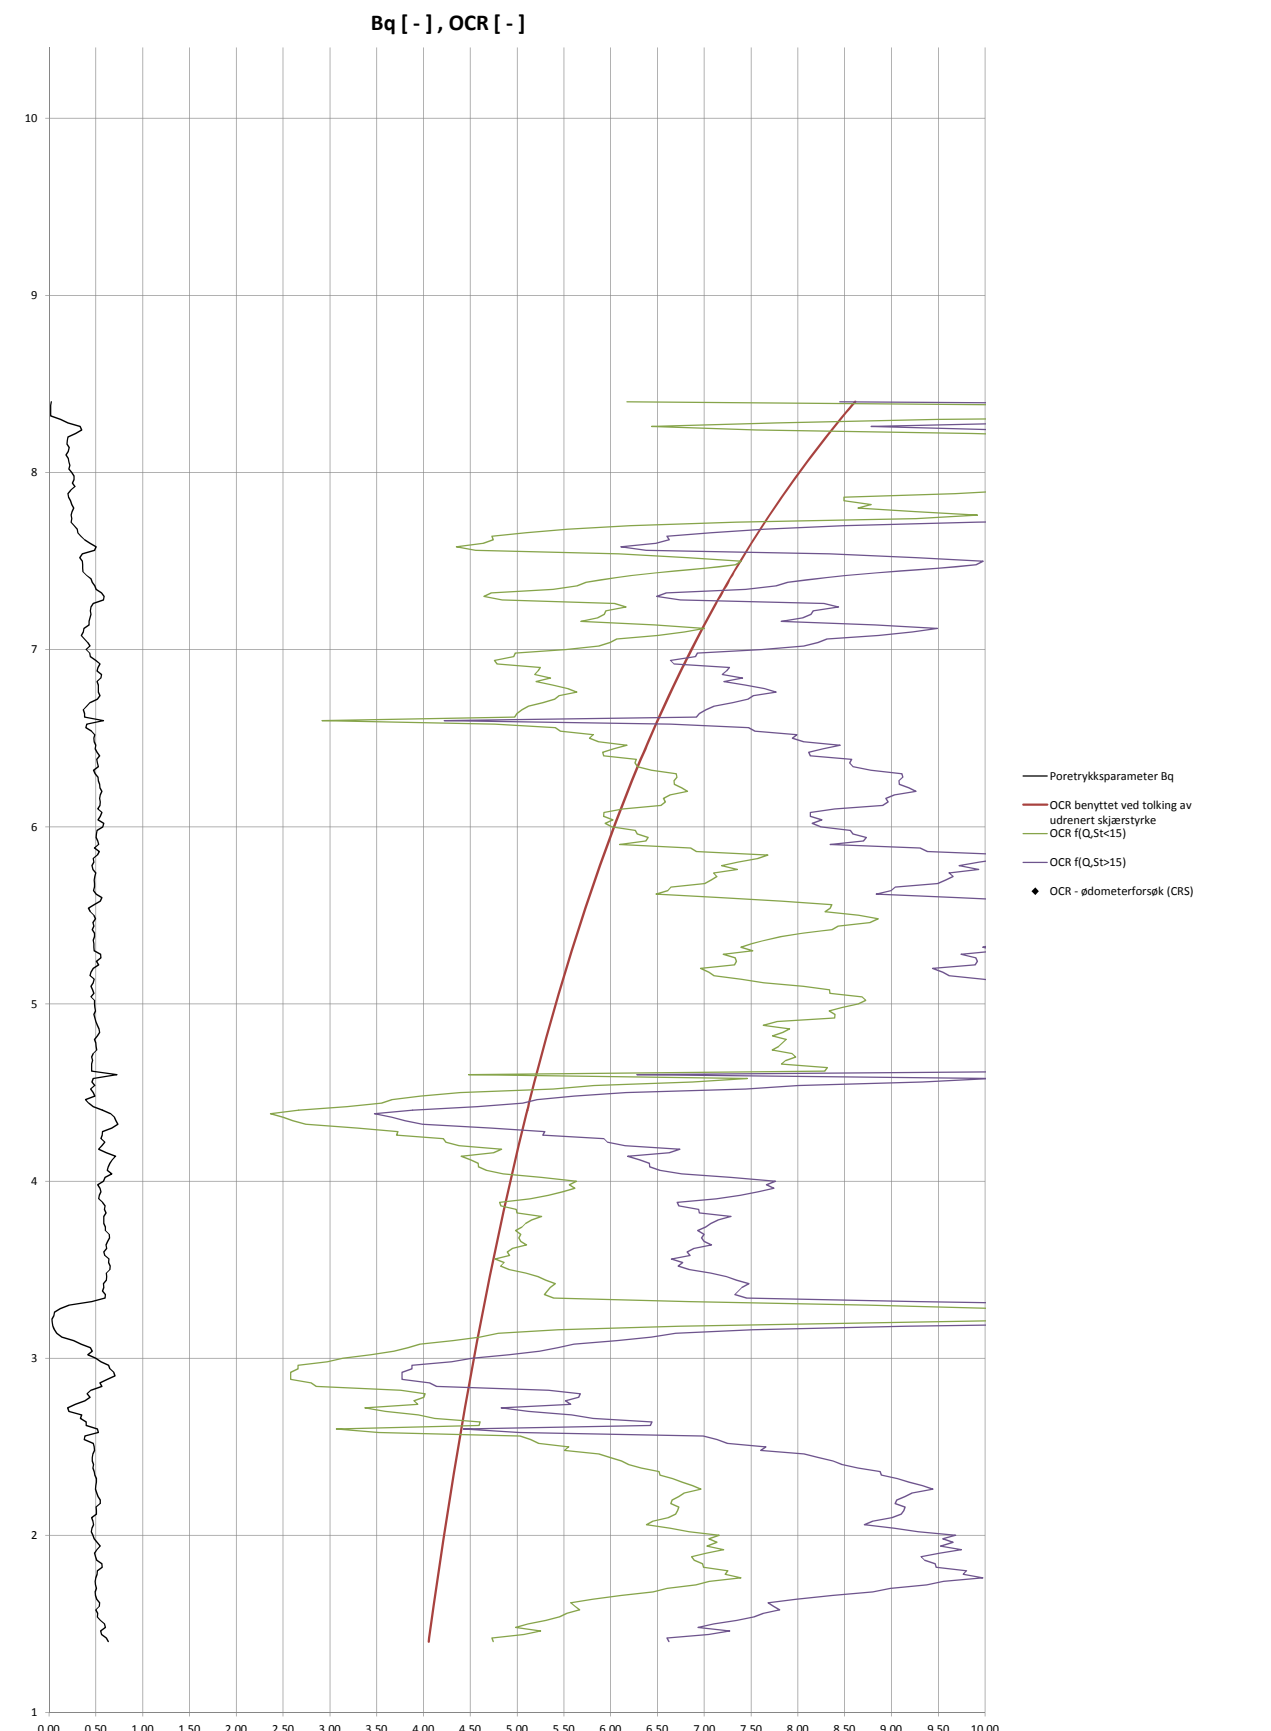 Bq [ - ] , OCR [ - ]
10
9
8
7
6
5
4
3
2
1
0.00 0.50 1.00 1.50 2.00 2.50 3.00 3.50 4.00 4.50 5.00 5.50 6.00 6.50 7.00 7.50 8.00 8.50 9.00 9.50 10.00
Poretrykksparameter Bq
OCR benyttet ved tolking av
udrenert skjærstyrke
OCR f(Q,St<15)
OCR f(Q,St>15)
OCR - ødometerforsøk (CRS)